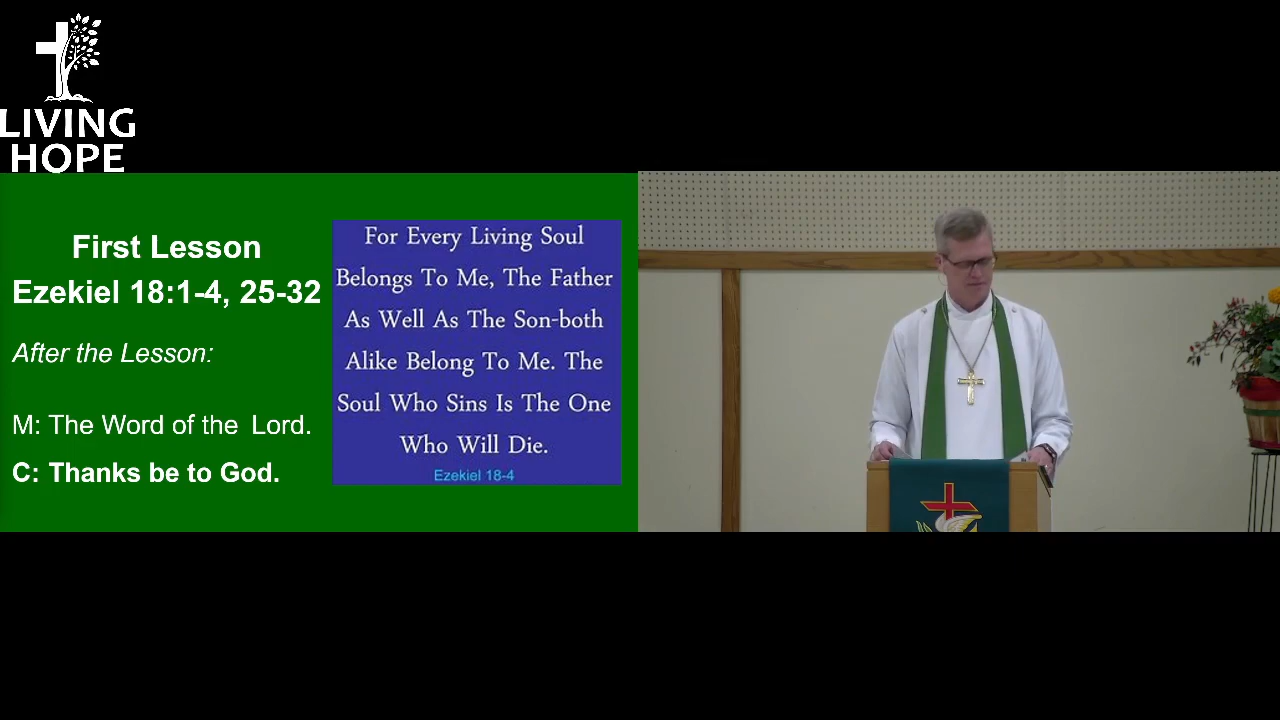 LIVING
HOPE
First Lesson
Ezekiel 18:1-4, 25-32
After the Lesson:
M: The Word of the Lord.
C: Thanks be to God.
For Every Living Soul
Belongs To Me, The Father
As Well As The Son-both
Alike Belong To Me. The
Soul Who Sins Is The One
Who Will Die.
Ezekiel 18-4